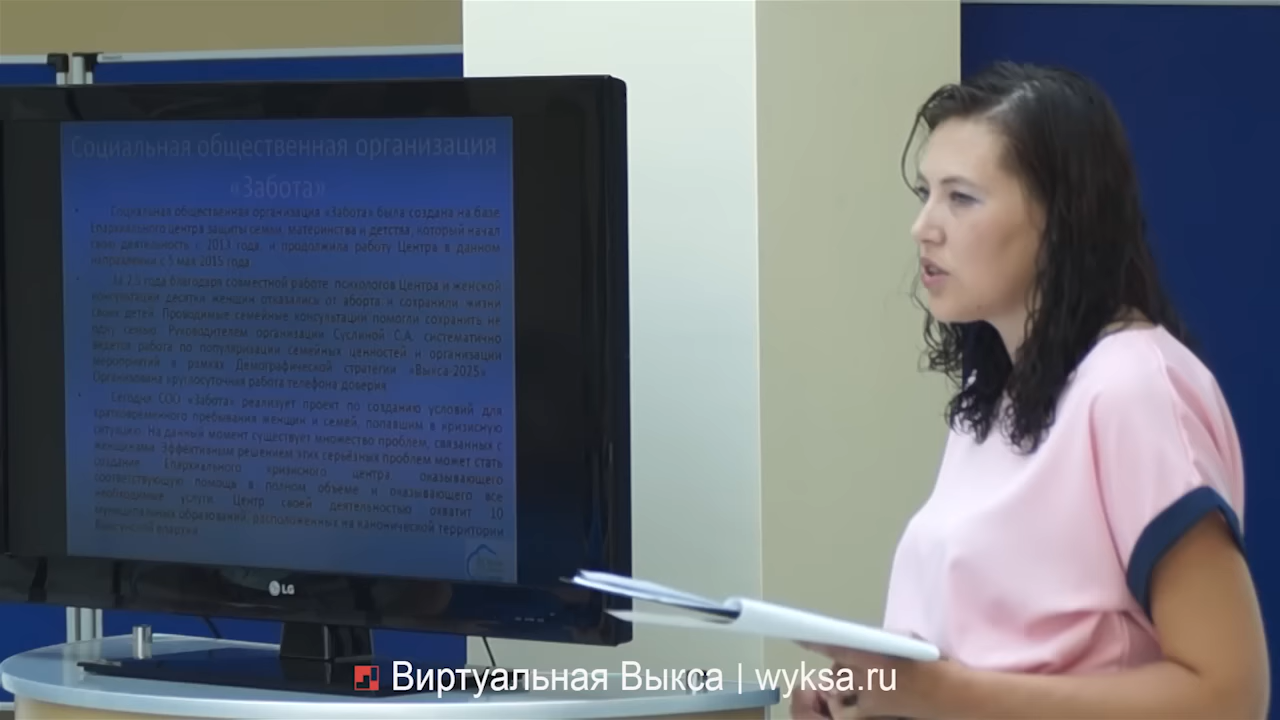 Социальная общественная организация
«Забота»
Социальная общественная организация «Забота» была создана на базе
Епархиального центра защиты семьи, материнства и детства, который начал
свою деятельность с 2013 года, и продолжила работу Центра в данном
направлении с 5 мая 2015 года
За 2,5 года благодаря совместной работе психологов Центра и женской
консультации десятки женщин отказались от аборта и сохранили жизни
своих детей. Проводимые семейные консультации помогли сохранить не
одну семью. Руководителем организации Суслиной С.А. систематично
ведется работа по популяризации семейных ценностей и организации
мероприятий в рамках Демографической стратегии «Выкса-2025».
Организована круглосуточная работа телефона доверия.
Сегодня СОО «Забота» реализует проект по созданию условий для
кратковременного пребывания женщин и семей, попавшим в кризисную
ситуацию. На данный момент существует множество проблем, связанных с
женщинами. Эффективным решением этих серьёзных проблем может стать
создание Епархиального кризисного центра оказывающего
соответствующую помощь в полном объеме и оказывающего все
необходимые услуги. Центр своей деятельностью охватит 10
муниципальных образований, расположенных на канонической территории
Выксунской епархии.
LG
Виртуальная Выкса | wyksa.ru